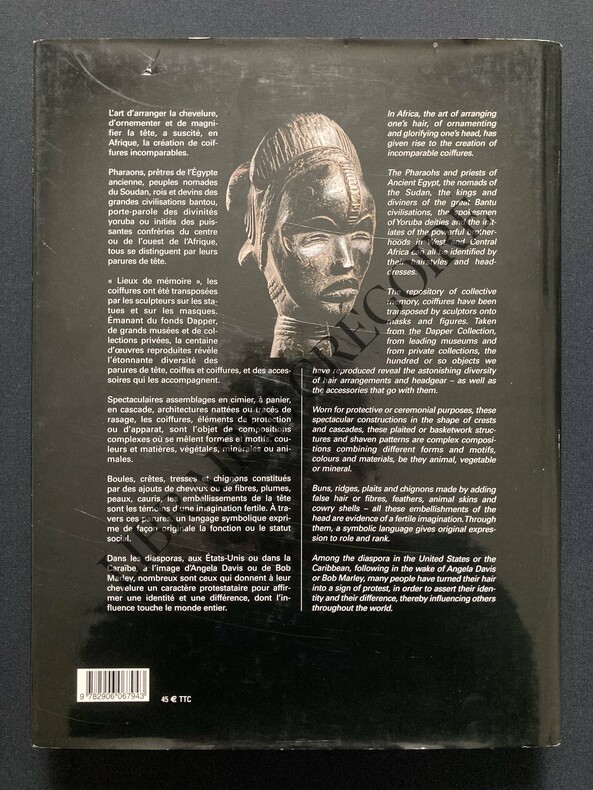 L'art d'arranger la chevelure,
d'ornementer et de magni-
fier la tête, a suscité, en
Afrique, la création de coif-
fures incomparables.
Pharaons, prêtres de l'Égypte
ancienne, peuples nomades
du Soudan, rois et devins des
grandes civilisations bantou,
porte-parole des divinités
yoruba ou initiés des puis-
santes confréries du centre
ou de l'ouest de l'Afrique,
tous se distinguent par leurs
parures de tête.
« Lieux de mémoire », les
coiffures ont été transposées
par les sculpteurs sur les sta-
tues et sur les masques.
Émanant du fonds Dapper,
de grands musées et de col-
lections privées, la centaine
d'œuvres reproduites révèle
l'étonnante diversité des
parures de tête, coiffes et coiffures, et des acces-
soires qui les accompagnent.
Spectaculaires assemblages en cimier, à panier,
en cascade, architectures nattées ou tracés de
rasage, les coiffures, éléments de protection
ou d'apparat, sont l'objet de compositions
complexes où se mêlent formes et motifs, cou-
leurs et matières, végétales, minérales ou ani-
males.
Boules, crêtes, tresses et chignons constitués
par des ajouts de cheveux ou de fibres, plumes,
peaux, cauris, les embellissements de la tête
sont les témoins d'une imagination fertile. À tra-
vers ces parures, un langage symbolique expri-
me de façon originale la fonction ou le statut
social.
Dans les diasporas, aux États-Unis ou dans la
Caraïbe, à l'image d'Angela Davis ou de Bob
Marley, nombreux sont ceux qui donnent à leur
chevelure un caractère protestataire pour affir-
mer une identité et une différence, dont l'in-
fluence touche le monde entier.
In Africa, the art of arranging
one's hair, of ornamenting
and glorifying one's head, has
given rise to the creation of
incomparable coiffures.
The Pharaohs and priests of
Ancient Egypt, the nomads of
the Sudan, the kings and
diviners of the great Bantu
civilisations, the spokesmen
of Yoruba deities and the init-
iates of the powerful brother-
hoods in West and Central
Africa are all identified by
their hairstyles and head-
dresses.
The repository of collective
memory, coiffures have been
transposed by sculptors onto
masks and figures. Taken
from the Dapper Collection,
from leading museums and
from private collections, the
hundred or so objects we
have reproduced reveal the astonishing diversity
of hair arrangements and headgear – as well as
the accessories that go with them.
Worn for protective or ceremonial purposes, these
spectacular constructions in the shape of crests
and cascades, these plaited or basketwork struc-
tures and shaven patterns are complex composi-
tions combining different forms and motifs,
colours and materials, be they animal, vegetable
or mineral.
Buns, ridges, plaits and chignons made by adding
false hair or fibres, feathers, animal skins and
cowry shells – all these embellishments of the
head are evidence of a fertile imagination. Through
them, a symbolic language gives original expres-
sion to role and rank.
Among the diaspora in the United States or the
Caribbean, following in the wake of Angela Davis
or Bob Marley, many people have turned their hair
into a sign of protest, in order to assert their iden-
tity and their difference, thereby influencing others
throughout the world.
9 782906 067943
45 € TTC